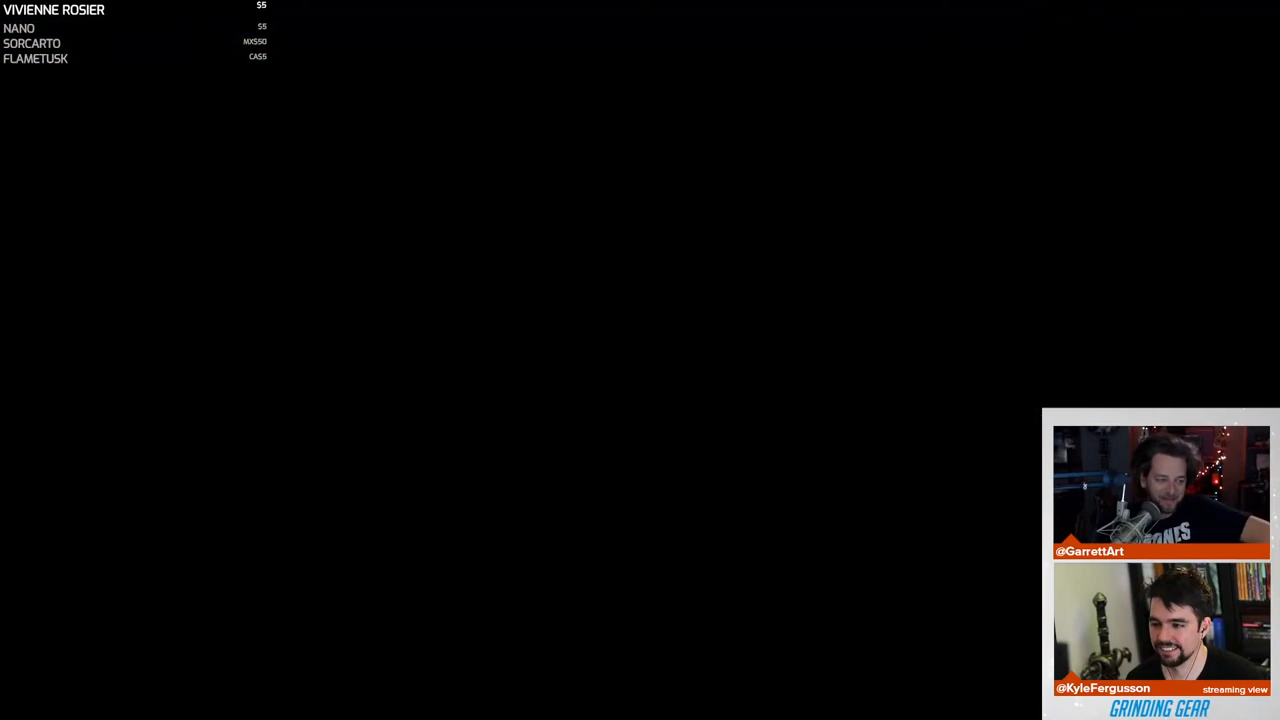 VIVIENNE ROSIER $5
NANO $5
SORCARTO MX$50
FLAMETUSK CA$5
@GarrettArt
@KyleFergusson streaming view
GRINDING GEAR